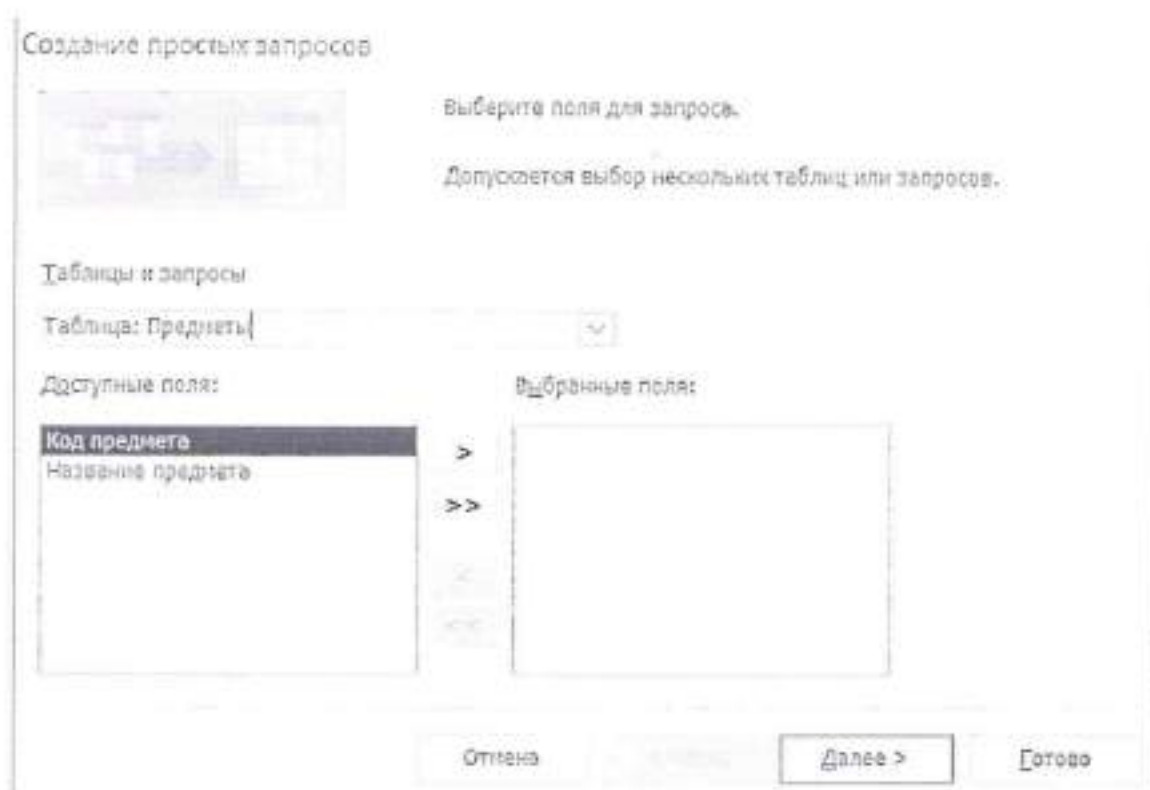 Создание простых запросов
Выберите поля для запроса.
Допускается выбор нескольких таблиц или запросов.
Таблицы и запросы
Таблица: Предметы
Доступные поля:
Выбранные поля:
Код предмета
Название предмета
>
>>
<
<<
Отмена
Далее >
Готово